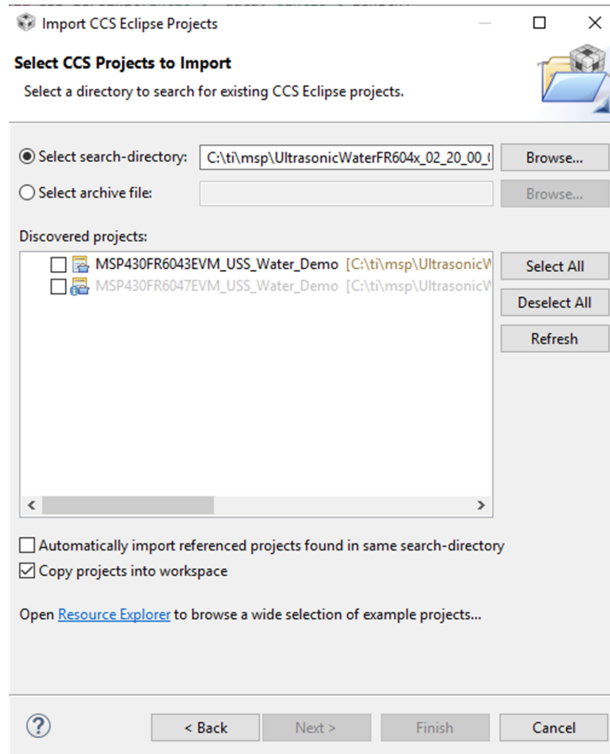 Import CCS Eclipse Projects
Select CCS Projects to Import
Select a directory to search for existing CCS Eclipse projects.
Select search-directory: C:\ti\msp\UltrasonicWaterFR604x_02_20_00_ Browse...
Select archive file: Browse...
Discovered projects:
MSP430FR6043EVM_USS_Water_Demo [C:\ti\msp\Ultrasonic Select All
MSP430FR6047EVM_USS_Water_Demo [C:\ti\msp\Ultrasonic Deselect All
Refresh
Automatically import referenced projects found in same search-directory
Copy projects into workspace
Open Resource Explorer to browse a wide selection of example projects...
? < Back Next > Finish Cancel